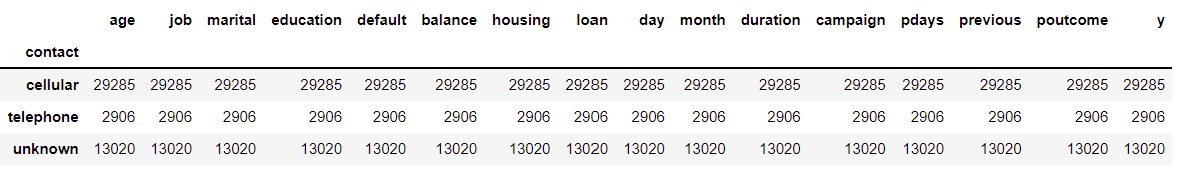 age job marital education default balance housing loan day month duration campaign pdays previous poutcome y
contact
cellular 29285 29285 29285 29285 29285 29285 29285 29285 29285 29285 29285 29285 29285 29285 29285 29285
telephone 2906 2906 2906 2906 2906 2906 2906 2906 2906 2906 2906 2906 2906 2906 2906 2906
unknown 13020 13020 13020 13020 13020 13020 13020 13020 13020 13020 13020 13020 13020 13020 13020 13020